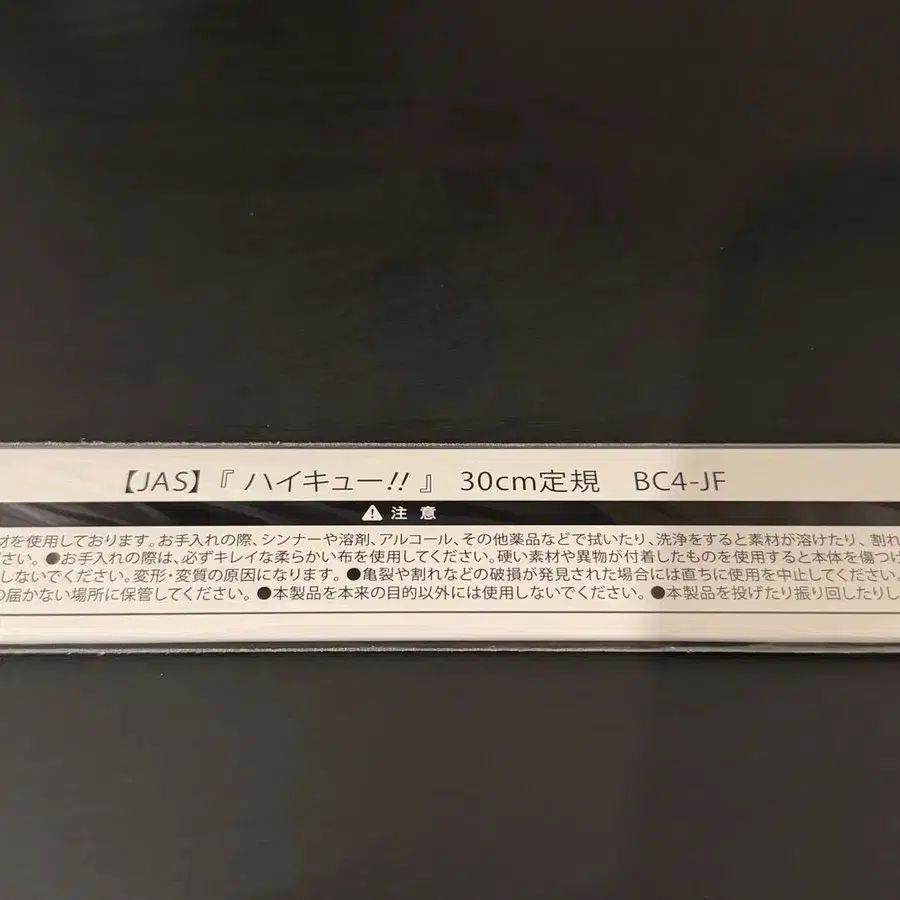 【JAS】『ハイキュー!!』 30cm定規 BC4-JF
⚠ 注 意
材を使用しております。お手入れの際、シンナーや溶剤、アルコール、その他薬品などで拭いたり、洗浄をすると素材が溶けたり、割れ
ださい。●お手入れの際は、必ずキレイな柔らかい布を使用してください。硬い素材や異物が付着したものを使用すると本体を傷つけ
しないでください。変形・変質の原因になります。●亀裂や割れなどの破損が発見された場合には直ちに使用を中止してください。
の届かない場所に保管してください。●本製品を本来の目的以外には使用しないでください。●本製品を投げたり振り回したりし